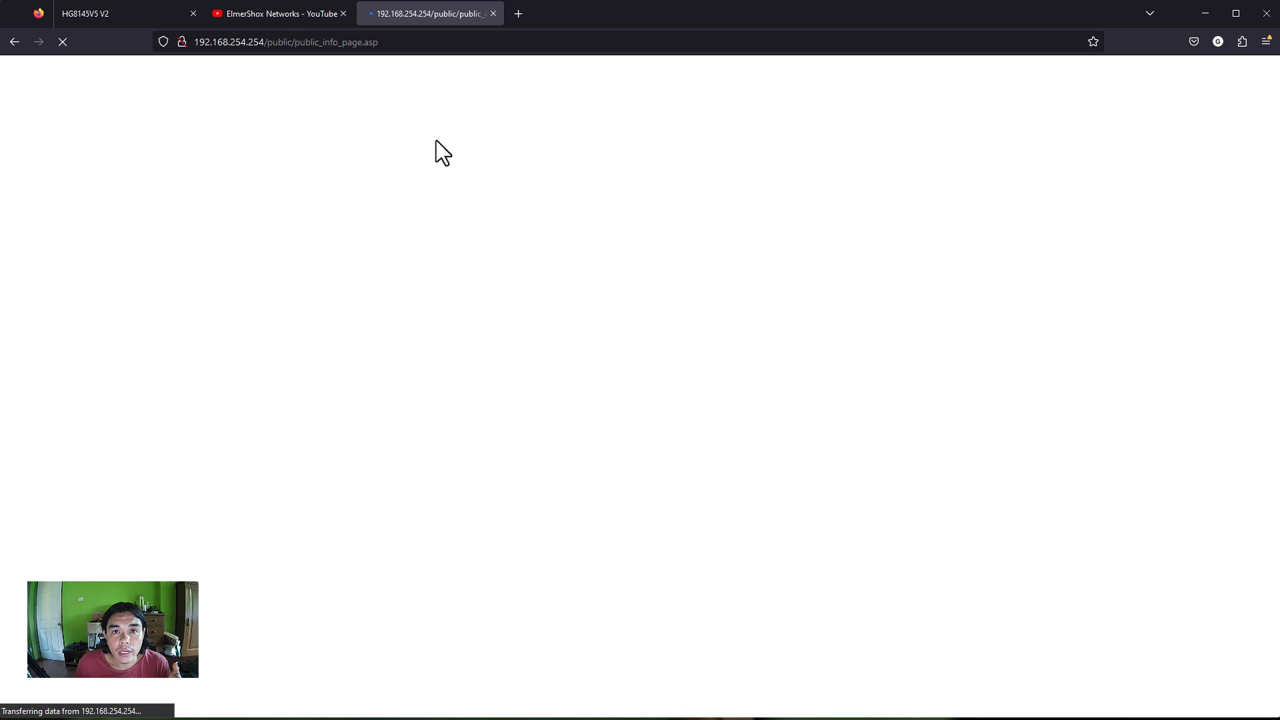 HG8145V5 V2
ElmerShox Networks - YouTube
192.168.254.254/public/public_
192.168.254.254/public/public_info_page.asp
G
Transferring data from 192.168.254.254...